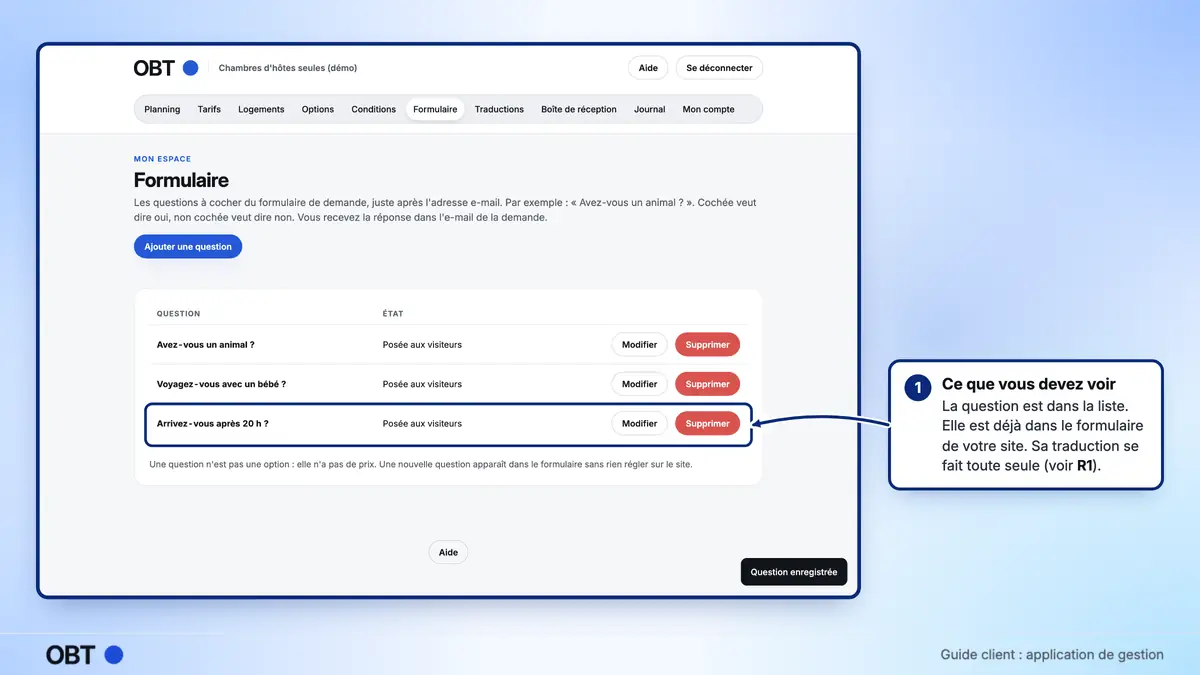 OBT
Chambres d'hôtes seules (démo)
Aide
Se déconnecter
Planning
Tarifs
Logements
Options
Conditions
Formulaire
Traductions
Boîte de réception
Journal
Mon compte
MON ESPACE
Formulaire
Les questions à cocher du formulaire de demande, juste après l'adresse e-mail. Par exemple : « Avez-vous un animal ? ». Cochée veut
dire oui, non cochée veut dire non. Vous recevez la réponse dans l'e-mail de la demande.
Ajouter une question
QUESTION
ÉTAT
Avez-vous un animal ?
Posée aux visiteurs
Modifier
Supprimer
Voyagez-vous avec un bébé ?
Posée aux visiteurs
Modifier
Supprimer
Arrivez-vous après 20 h ?
Posée aux visiteurs
Modifier
Supprimer
Une question n'est pas une option : elle n'a pas de prix. Une nouvelle question apparaît dans le formulaire sans rien régler sur le site.
Aide
Question enregistrée
1
Ce que vous devez voir
La question est dans la liste.
Elle est déjà dans le formulaire
de votre site. Sa traduction se
fait toute seule (voir R1).
OBT
Guide client : application de gestion